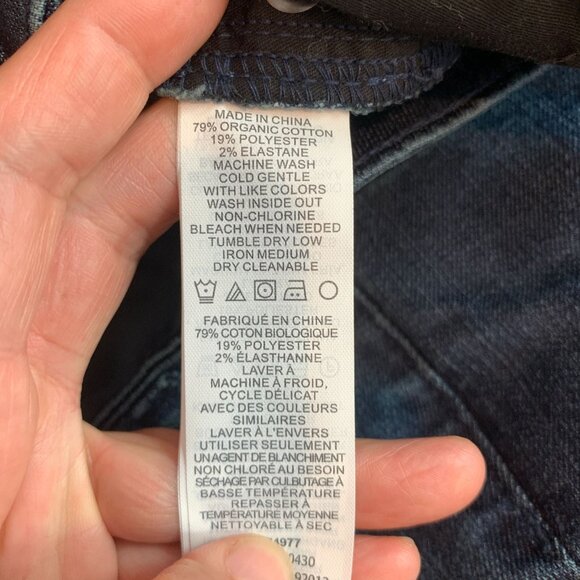 MADE IN CHINA
79% ORGANIC COTTON
19% POLYESTER
2% ELASTANE
MACHINE WASH
COLD GENTLE
WITH LIKE COLORS
WASH INSIDE OUT
NON-CHLORINE
BLEACH WHEN NEEDED
TUMBLE DRY LOW
IRON MEDIUM
DRY CLEANABLE
FABRIQUÉ EN CHINE
79% COTON BIOLOGIQUE
19% POLYESTER
2% ÉLASTHANNE
LAVER À
MACHINE À FROID,
CYCLE DÉLICAT
AVEC DES COULEURS
SIMILAIRES
LAVER À L'ENVERS
UTILISER SEULEMENT
UN AGENT DE BLANCHIMENT
NON CHLORÉ AU BESOIN
SÉCHAGE PAR CULBUTAGE À
BASSE TEMPÉRATURE
REPASSER À
TEMPÉRATURE MOYENNE
NETTOYABLE À SEC
4977
0430